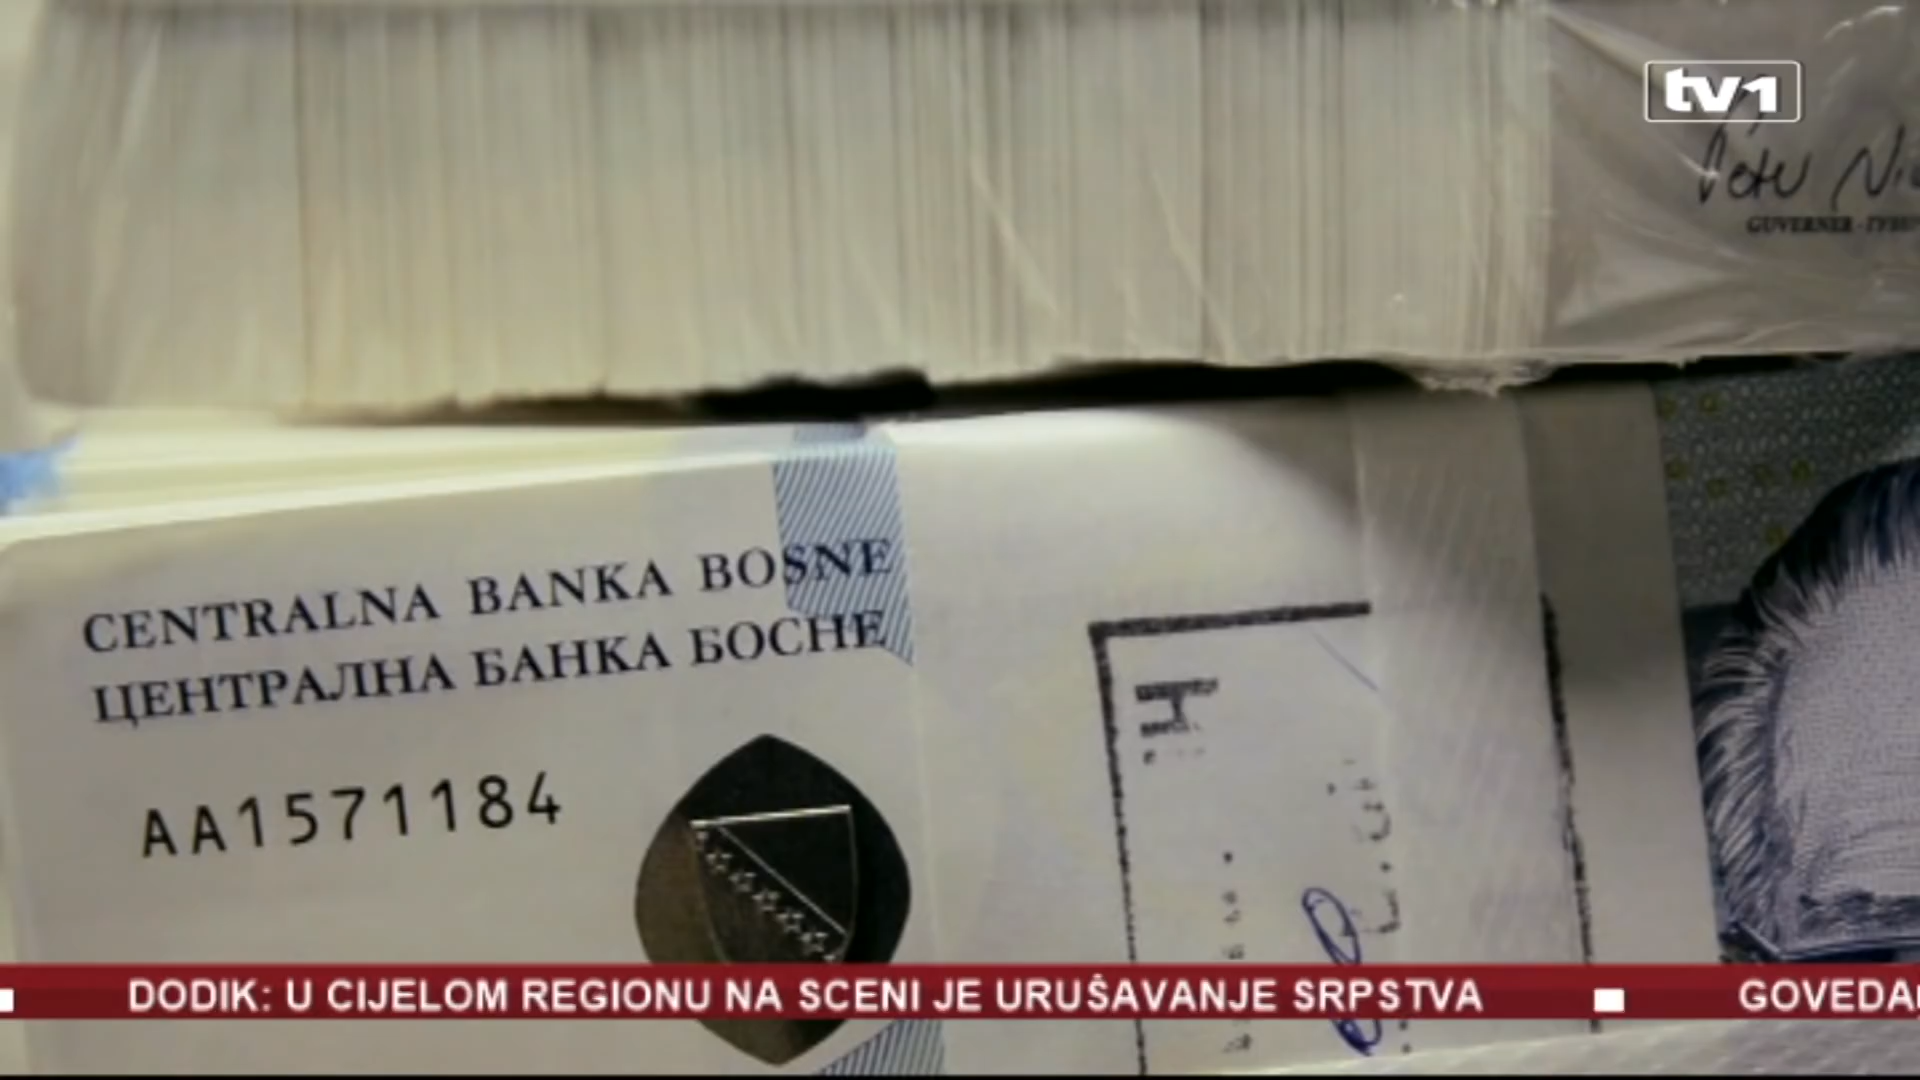 tv1
GUVERNER
CENTRALNA BANKA BOSNE
ЦЕНТРАЛНА БАНКА БОСНЕ
AA1571184
DODIK: U CIJELOM REGIONU NA SCENI JE URUŠAVANJE SRPSTVA